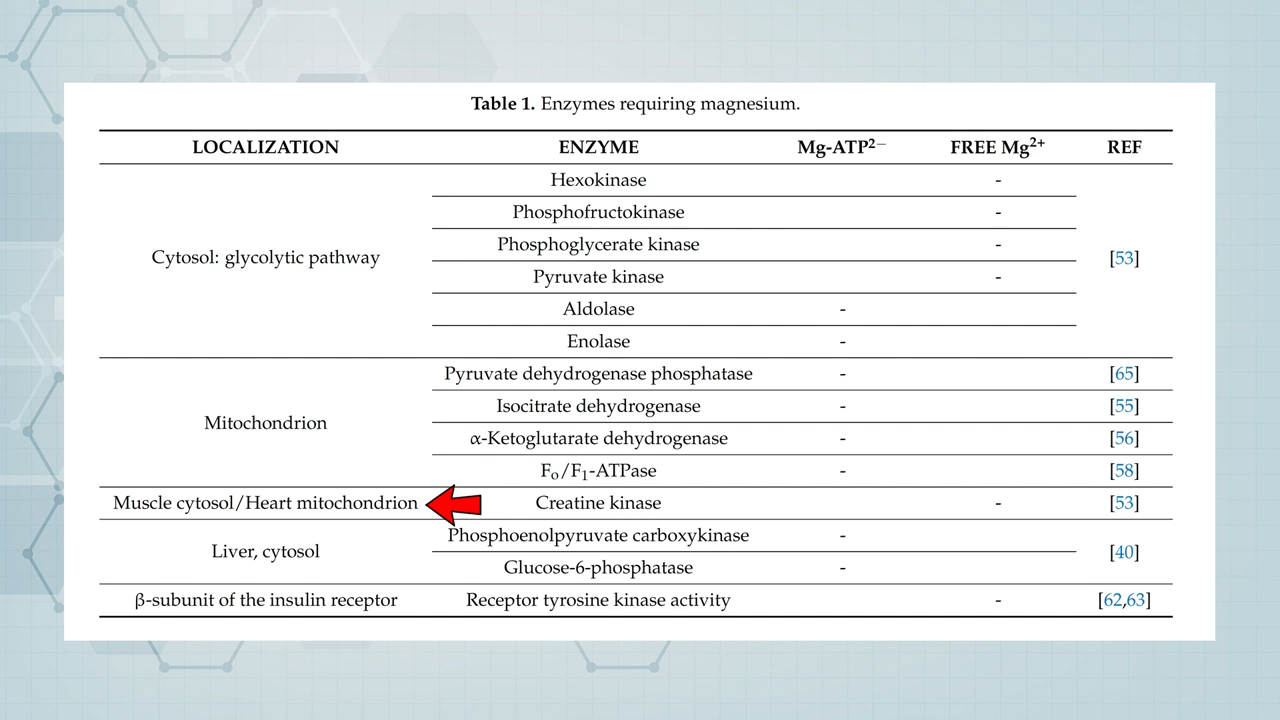 Table 1. Enzymes requiring magnesium.
LOCALIZATION ENZYME Mg-ATP²⁻ FREE Mg²⁺ REF
Hexokinase -
Phosphofructokinase -
Phosphoglycerate kinase -
Cytosol: glycolytic pathway [53]
Pyruvate kinase -
Aldolase -
Enolase -
Pyruvate dehydrogenase phosphatase - [65]
Isocitrate dehydrogenase - [55]
Mitochondrion
α-Ketoglutarate dehydrogenase - [56]
F₀/F₁-ATPase - [58]
Muscle cytosol/Heart mitochondrion Creatine kinase - [53]
Phosphoenolpyruvate carboxykinase -
Liver, cytosol [40]
Glucose-6-phosphatase -
β-subunit of the insulin receptor Receptor tyrosine kinase activity - [62,63]